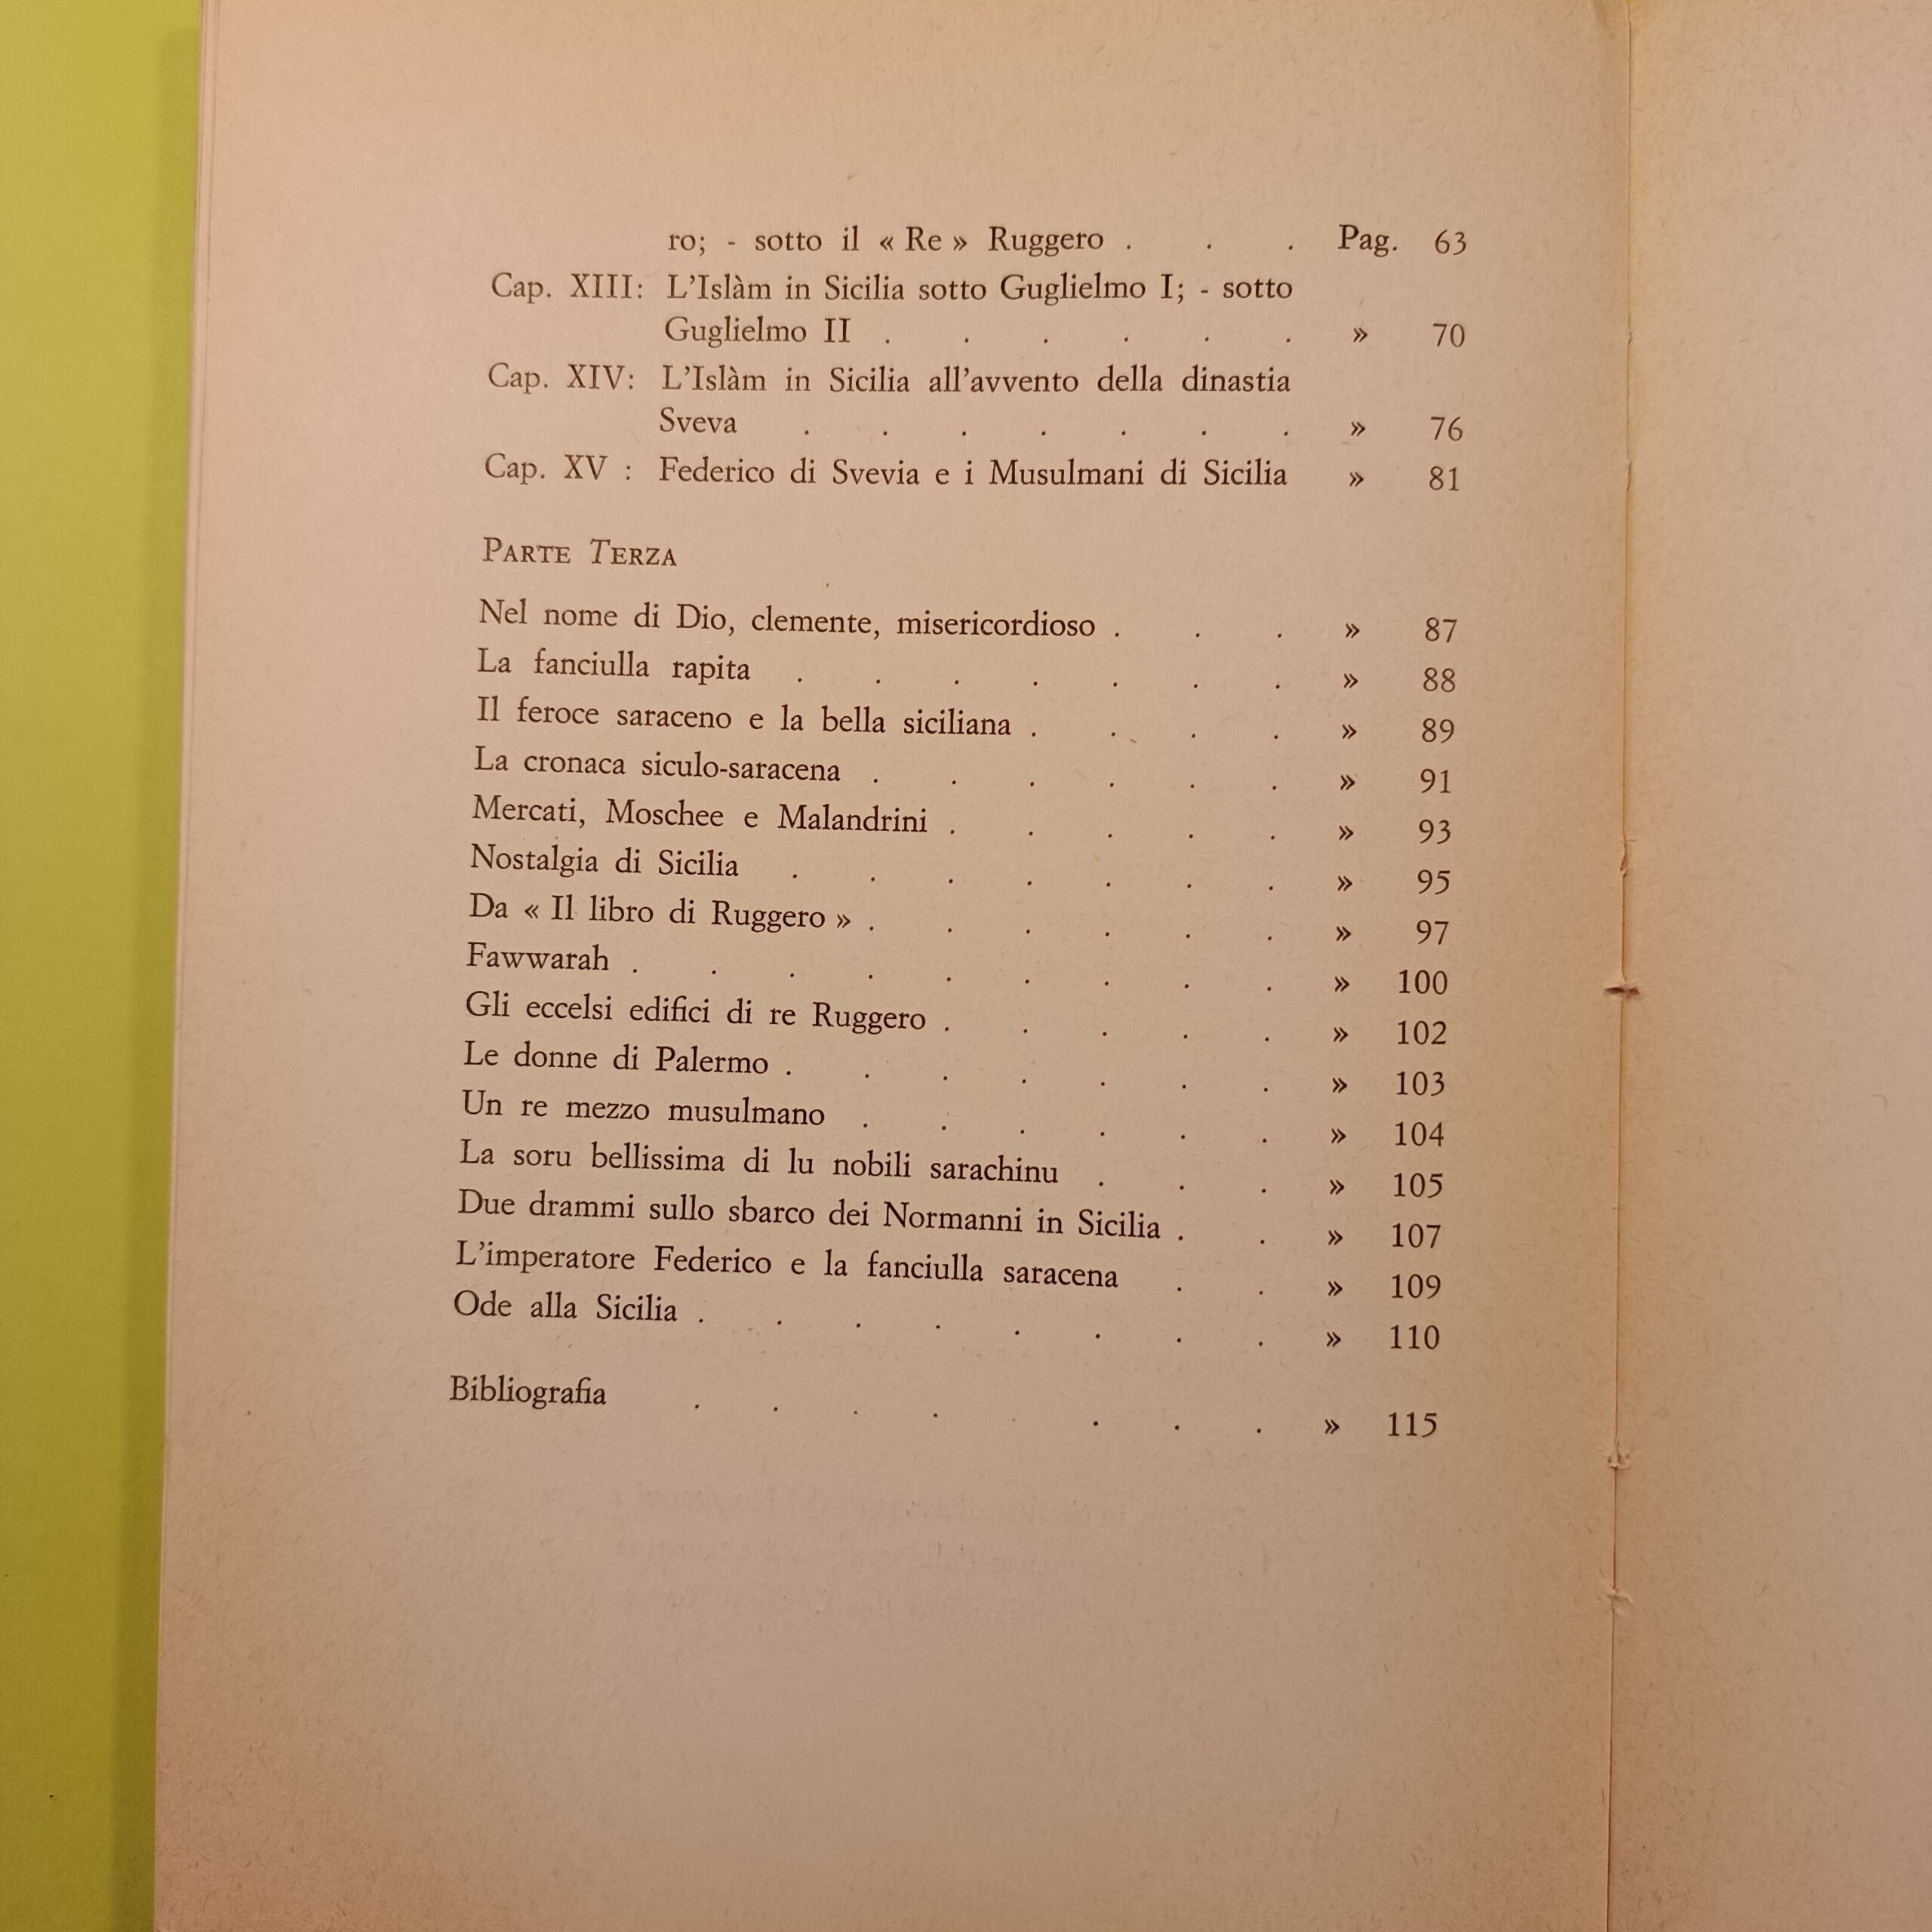 ro; - sotto il « Re » Ruggero . . . Pag. 63
Cap. XIII: L'Islàm in Sicilia sotto Guglielmo I; - sotto
Guglielmo II . . . . . . » 70
Cap. XIV: L'Islàm in Sicilia all'avvento della dinastia
Sveva . . . . . . . » 76
Cap. XV : Federico di Svevia e i Musulmani di Sicilia » 81
PARTE TERZA
Nel nome di Dio, clemente, misericordioso . . . » 87
La fanciulla rapita . . . . . . . » 88
Il feroce saraceno e la bella siciliana . . . . » 89
La cronaca siculo-saracena . . . . . . » 91
Mercati, Moschee e Malandrini . . . . . » 93
Nostalgia di Sicilia . . . . . . . » 95
Da « Il libro di Ruggero » . . . . . . » 97
Fawwarah . . . . . . . . . » 100
Gli eccelsi edifici di re Ruggero . . . . . » 102
Le donne di Palermo . . . . . . . » 103
Un re mezzo musulmano . . . . . . » 104
La soru bellissima di lu nobili sarachinu . . . » 105
Due drammi sullo sbarco dei Normanni in Sicilia . . » 107
L'imperatore Federico e la fanciulla saracena . . » 109
Ode alla Sicilia . . . . . . . . » 110
Bibliografia . . . . . . . . » 115